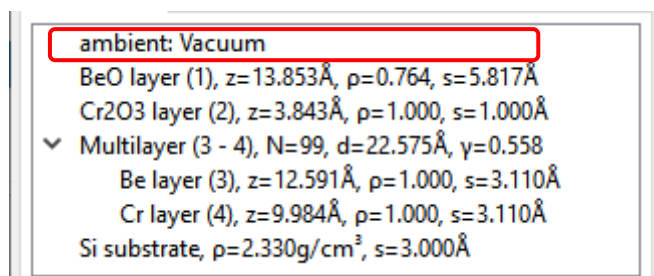 ambient: Vacuum
BeO layer (1), z=13.853Å, ρ=0.764, s=5.817Å
Cr2O3 layer (2), z=3.843Å, ρ=1.000, s=1.000Å
Multilayer (3 - 4), N=99, d=22.575Å, γ=0.558
Be layer (3), z=12.591Å, ρ=1.000, s=3.110Å
Cr layer (4), z=9.984Å, ρ=1.000, s=3.110Å
Si substrate, ρ=2.330g/cm³, s=3.000Å